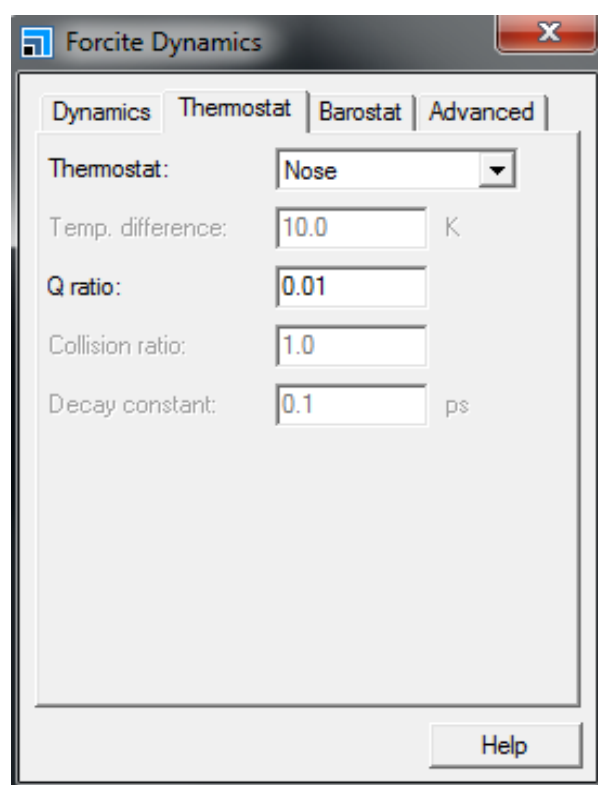 Forcite Dynamics
Dynamics Thermostat Barostat Advanced
Thermostat: Nose
Temp. difference: 10.0 K
Q ratio: 0.01
Collision ratio: 1.0
Decay constant: 0.1 ps
Help